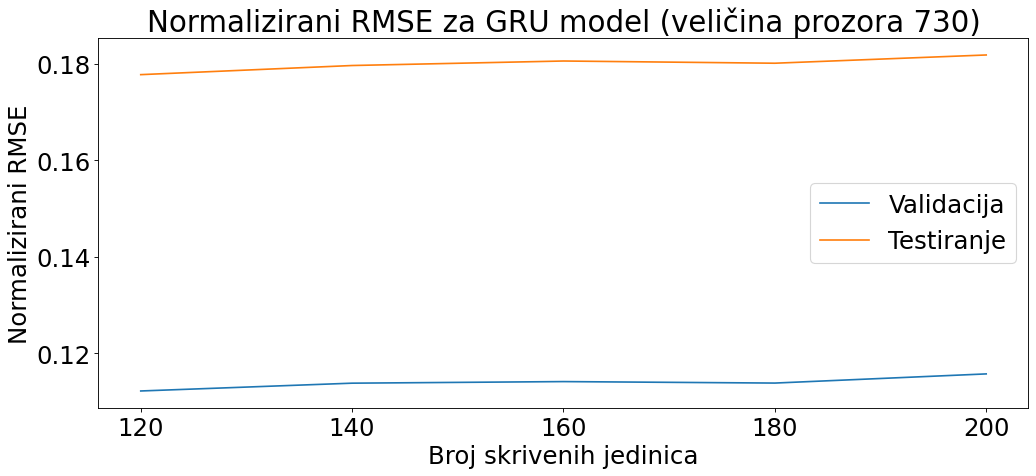 Normalizirani RMSE za GRU model (veličina prozora 730)
Normalizirani RMSE
0.18
0.16
0.14
0.12
Validacija
Testiranje
120 140 160 180 200
Broj skrivenih jedinica